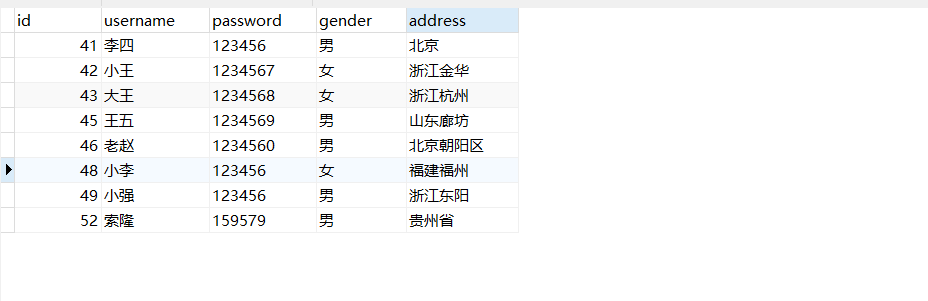 id username password gender address
41 李四 123456 男 北京
42 小王 1234567 女 浙江金华
43 大王 1234568 女 浙江杭州
45 王五 1234569 男 山东廊坊
46 老赵 1234560 男 北京朝阳区
48 小李 123456 女 福建福州
49 小强 123456 男 浙江东阳
52 索隆 159579 男 贵州省